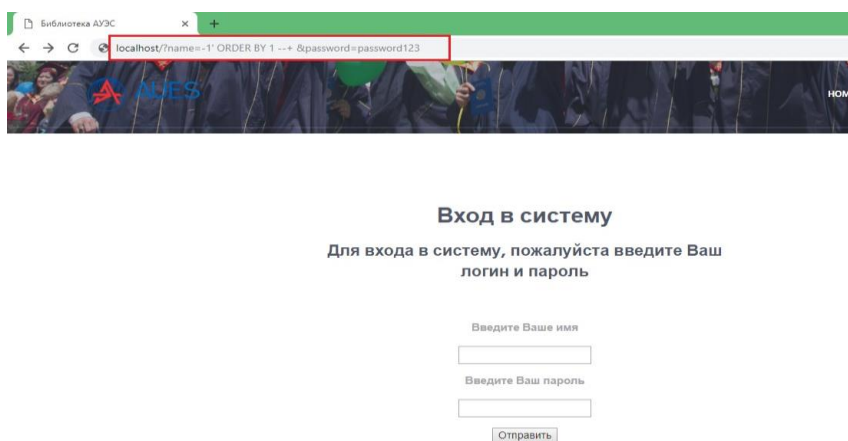 Библиотека АУЭС
localhost/?name=-1' ORDER BY 1 --+ &password=password123
AUES
HOM
Вход в систему
Для входа в систему, пожалуйста введите Ваш
логин и пароль
Введите Ваше имя
Введите Ваш пароль
Отправить